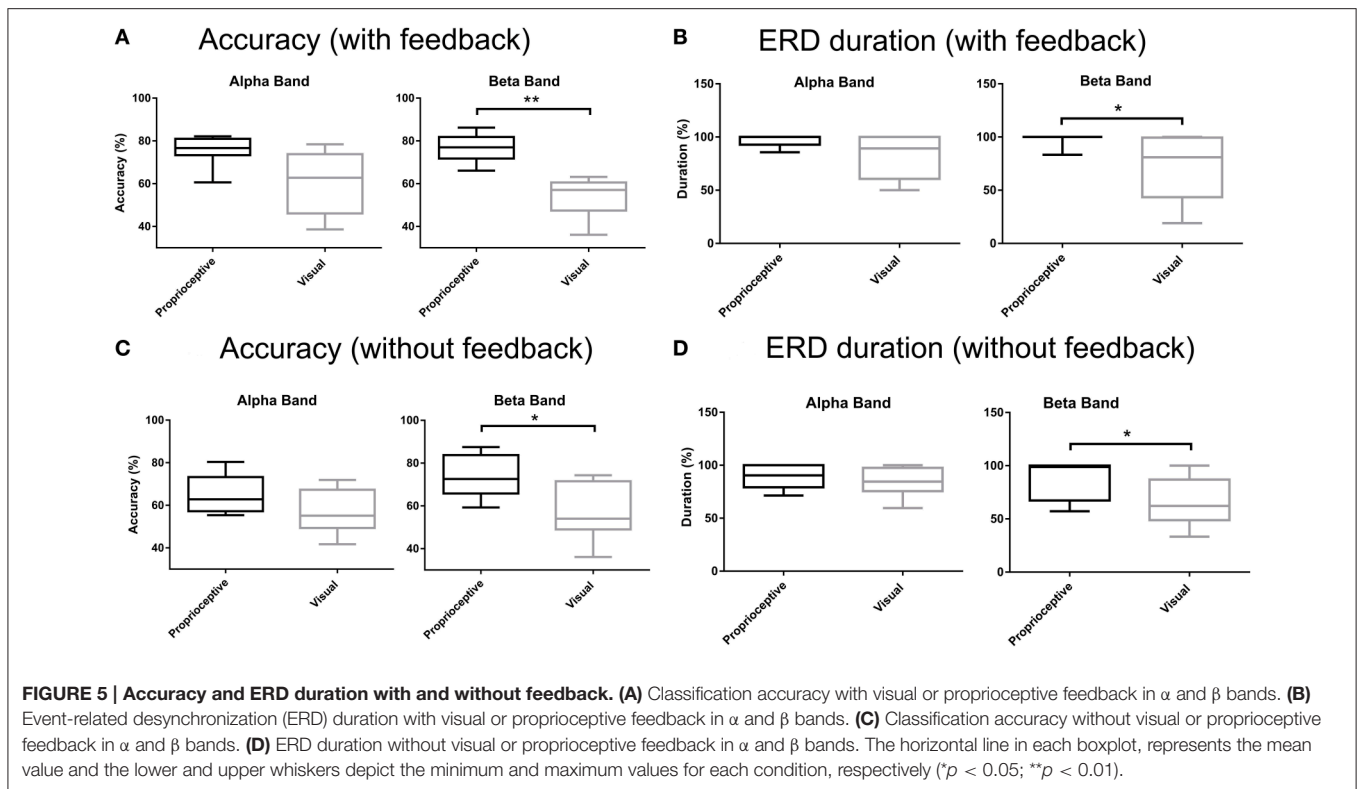 A Accuracy (with feedback)
Alpha Band
Beta Band
Accuracy (%)
100
80
60
40
Proprioceptive
Visual
100
80
60
40
**
Proprioceptive
Visual
B ERD duration (with feedback)
Alpha Band
Beta Band
Duration (%)
150
100
50
0
Proprioceptive
Visual
150
100
50
0
*
Proprioceptive
Visual
C Accuracy (without feedback)
Alpha Band
Beta Band
Accuracy (%)
100
80
60
40
Proprioceptive
Visual
100
80
60
40
*
Proprioceptive
Visual
D ERD duration (without feedback)
Alpha Band
Beta Band
Duration (%)
150
100
50
0
Proprioceptive
Visual
150
100
50
0
*
Proprioceptive
Visual
FIGURE 5 | Accuracy and ERD duration with and without feedback. (A) Classification accuracy with visual or proprioceptive feedback in α and β bands. (B)
Event-related desynchronization (ERD) duration with visual or proprioceptive feedback in α and β bands. (C) Classification accuracy without visual or proprioceptive
feedback in α and β bands. (D) ERD duration without visual or proprioceptive feedback in α and β bands. The horizontal line in each boxplot, represents the mean
value and the lower and upper whiskers depict the minimum and maximum values for each condition, respectively (*p < 0.05; **p < 0.01).